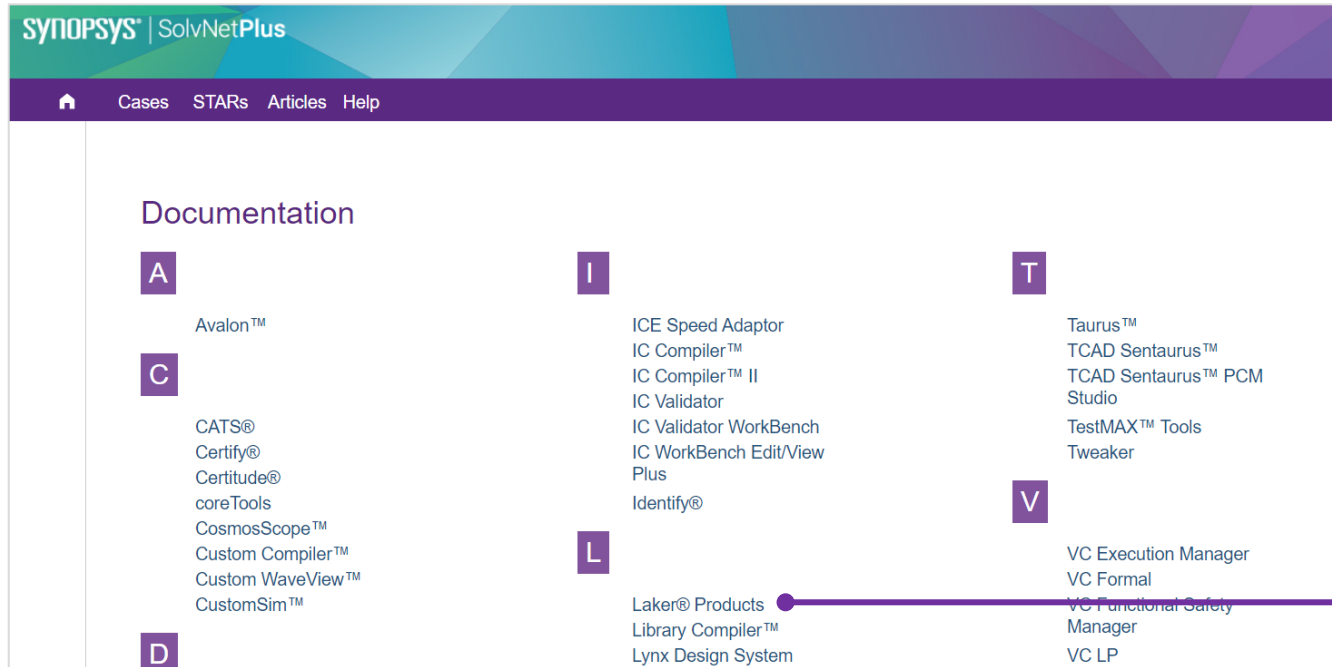 SYNOPSYS® | SolvNetPlus
Cases STARs Articles Help
Documentation
A
Avalon™
C
CATS®
Certify®
Certitude®
coreTools
CosmosScope™
Custom Compiler™
Custom WaveView™
CustomSim™
D
I
ICE Speed Adaptor
IC Compiler™
IC Compiler™ II
IC Validator
IC Validator WorkBench
IC WorkBench Edit/View
Plus
Identify®
L
Laker® Products
Library Compiler™
Lynx Design System
T
Taurus™
TCAD Sentaurus™
TCAD Sentaurus™ PCM
Studio
TestMAX™ Tools
Tweaker
V
VC Execution Manager
VC Formal
VC Functional Safety
Manager
VC LP